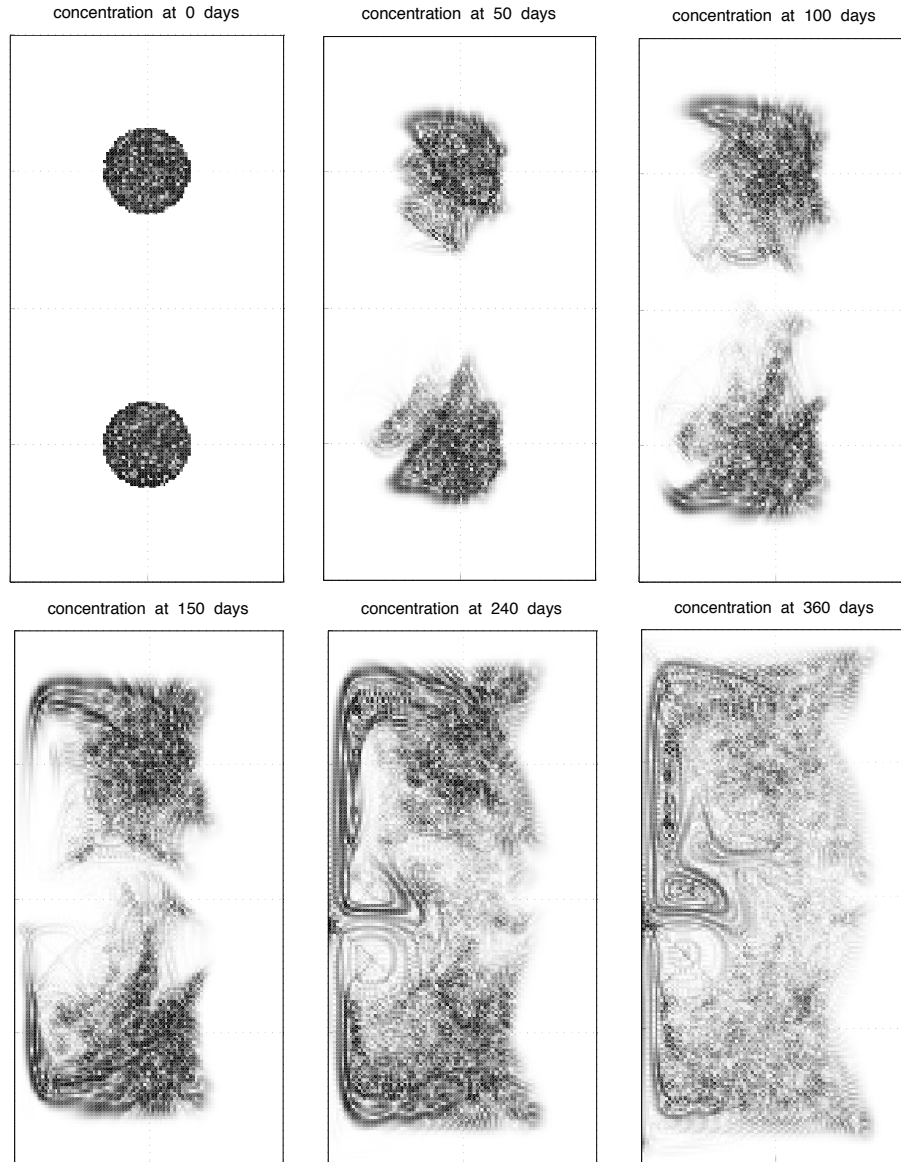 concentration at 0 days
concentration at 50 days
concentration at 100 days
concentration at 150 days
concentration at 240 days
concentration at 360 days